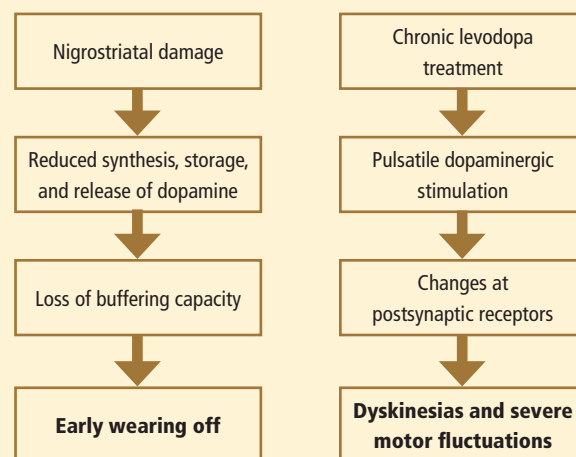 Nigrostriatal damage
Reduced synthesis, storage,
and release of dopamine
Loss of buffering capacity
Early wearing off
Chronic levodopa
treatment
Pulsatile dopaminergic
stimulation
Changes at
postsynaptic receptors
Dyskinesias and severe
motor fluctuations